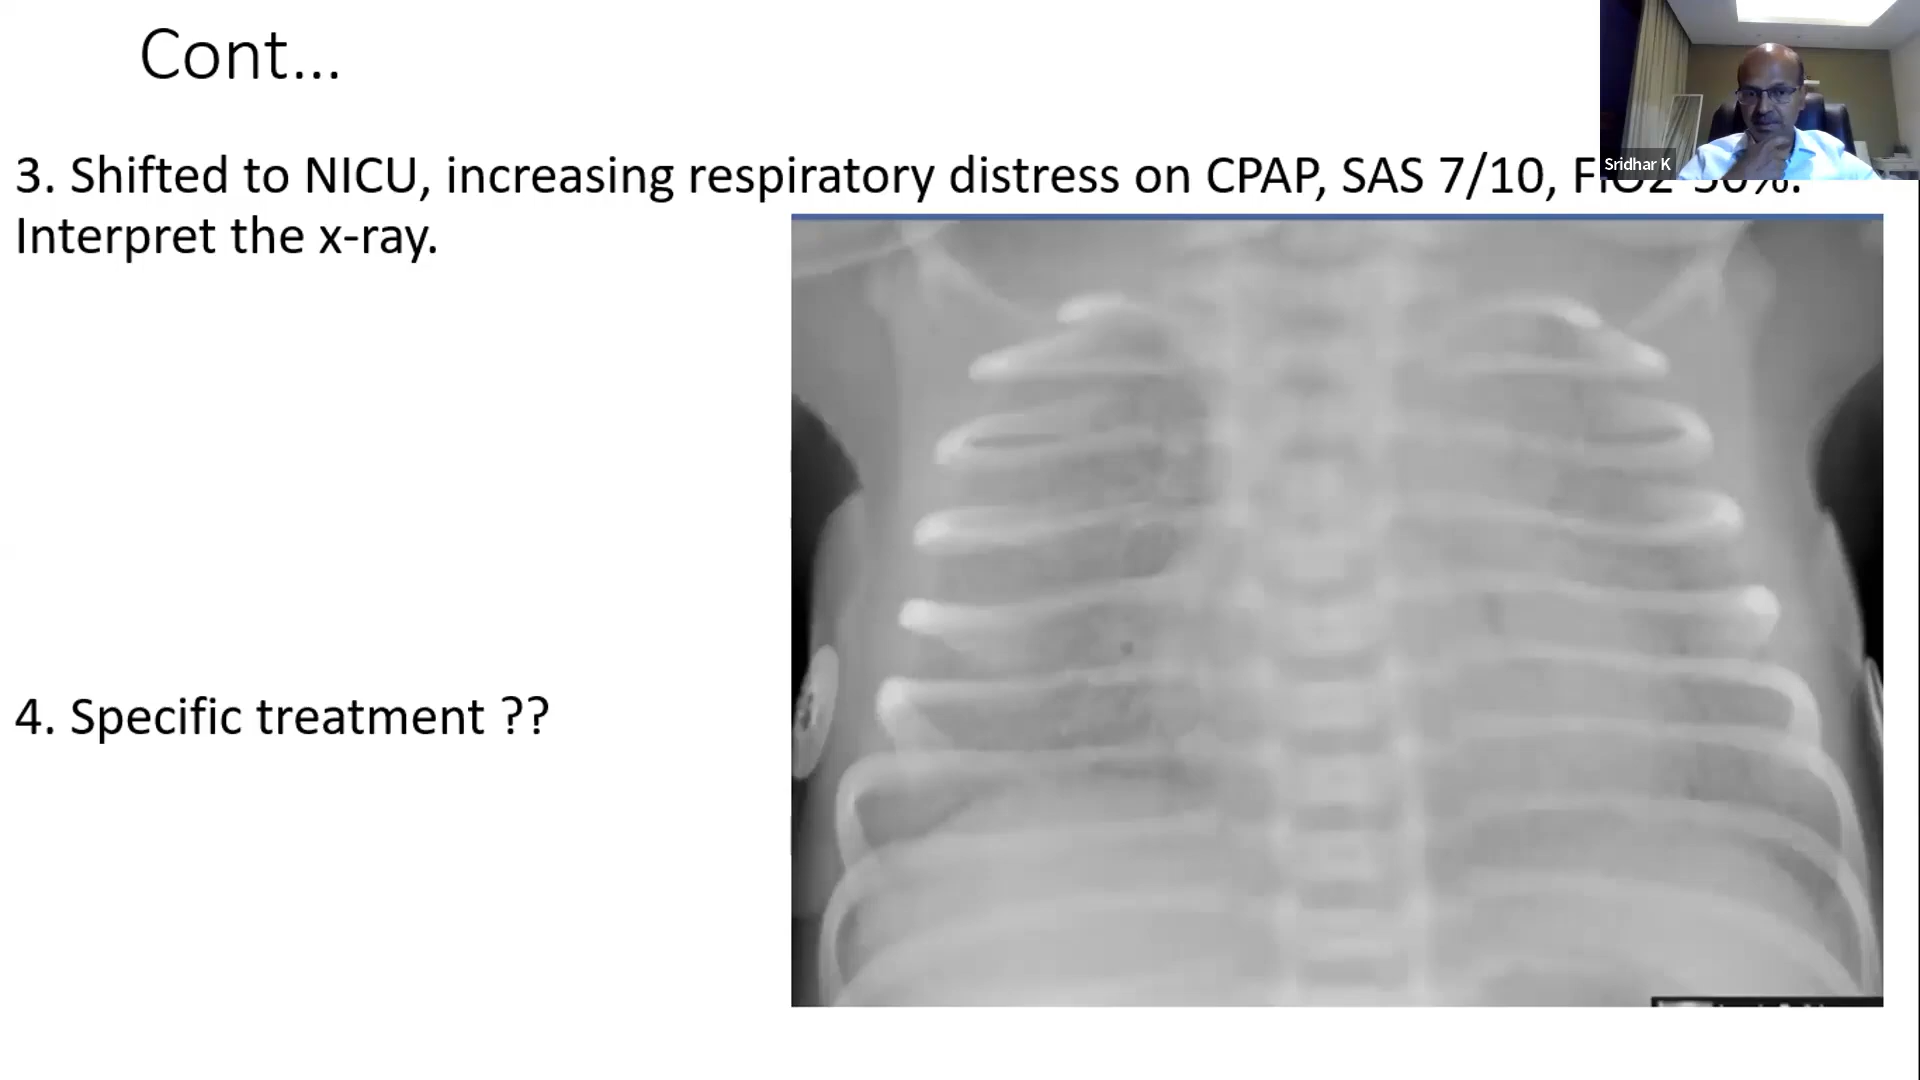 Cont...
Sridhar K
3. Shifted to NICU, increasing respiratory distress on CPAP, SAS 7/10,
Interpret the x-ray.
4. Specific treatment ??